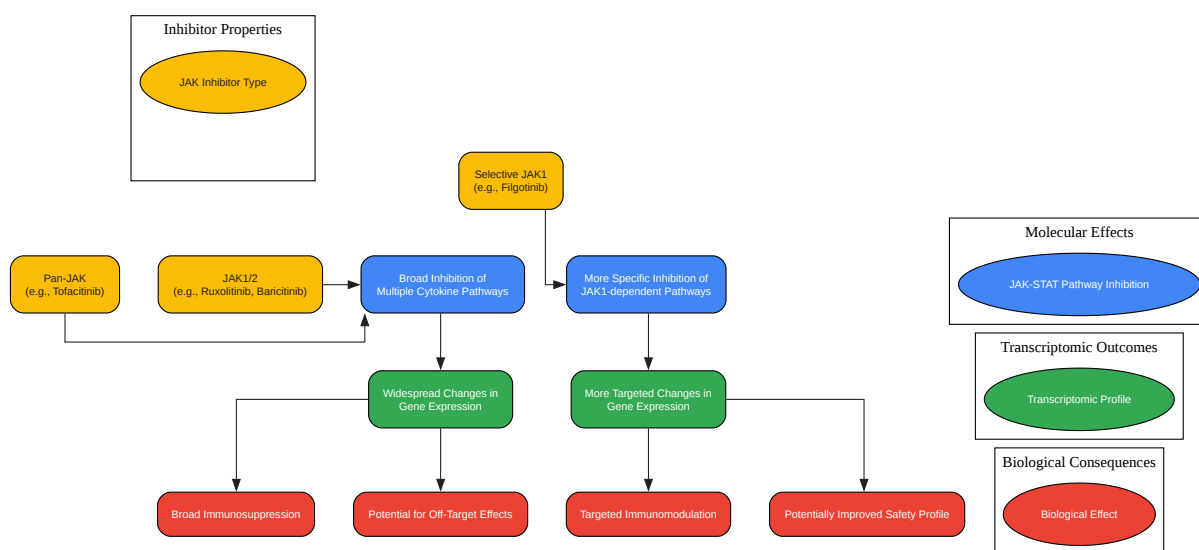 Inhibitor Properties
JAK Inhibitor Type
Selective JAK1
(e.g., Filgotinib)
Pan-JAK
(e.g., Tofacitinib)
JAK1/2
(e.g., Ruxolitinib, Baricitinib)
Broad Inhibition of
Multiple Cytokine Pathways
More Specific Inhibition of
JAK1-dependent Pathways
Molecular Effects
JAK-STAT Pathway Inhibition
Widespread Changes in
Gene Expression
More Targeted Changes in
Gene Expression
Transcriptomic Outcomes
Transcriptomic Profile
Broad Immunosuppression
Potential for Off-Target Effects
Targeted Immunomodulation
Potentially Improved Safety Profile
Biological Consequences
Biological Effect